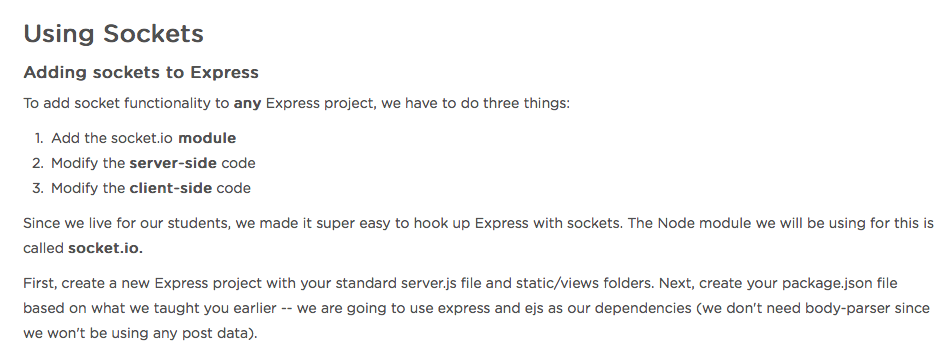 Using Sockets
Adding sockets to Express
To add socket functionality to any Express project, we have to do three things:
1. Add the socket.io module
2. Modify the server-side code
3. Modify the client-side code
Since we live for our students, we made it super easy to hook up Express with sockets. The Node module we will be using for this is
called socket.io.
First, create a new Express project with your standard server.js file and static/views folders. Next, create your package.json file
based on what we taught you earlier -- we are going to use express and ejs as our dependencies (we don't need body-parser since
we won't be using any post data).